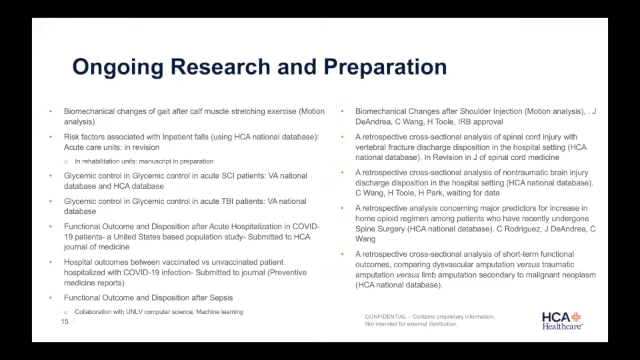 Ongoing Research and Preparation
• Biomechanical changes of gait after calf muscle stretching exercise (Motion
analysis)
• Risk factors associated with Inpatient falls (using HCA national database):
Acute care units: in revision
o In rehabilitation units: manuscript in preparation
• Glycemic control in Glycemic control in acute SCI patients: VA national
database and HCA database
• Glycemic control in Glycemic control in acute TBI patients: VA national
database
• Functional Outcome and Disposition after Acute Hospitalization in COVID-
19 patients- a United States based population study- Submitted to HCA
journal of medicine
• Hospital outcomes between vaccinated vs unvaccinated patient
hospitalized with COVID-19 infection- Submitted to journal (Preventive
medicine reports)
• Functional Outcome and Disposition after Sepsis
o Collaboration with UNLV computer science, Machine learning
• Biomechanical Changes after Shoulder Injection (Motion analysis), . J
DeAndrea, C Wang, H Toole, IRB approval
• A retrospective cross-sectional analysis of spinal cord injury with
vertebral fracture discharge disposition in the hospital setting (HCA
national database). In Revision in J of Spinal cord medicine
• A retrospective cross-sectional analysis of nontraumatic brain
injury discharge disposition in the hospital setting (HCA national database).
C Wang, H Toole, H Park, waiting for data
• A retrospective analysis concerning major predictors for increase in
home opioid regimen among patients who have recently undergone
Spine Surgery (HCA national database). C Rodriguez, J DeAndrea, C
Wang
• A retrospective cross-sectional analysis of short-term functional
outcomes, comparing dysvascular amputation versus traumatic
amputation versus limb amputation secondary to malignant neoplasm
(HCA national database).
15
CONFIDENTIAL – Contains proprietary information.
Not intended for external distribution.
HCA
Healthcare